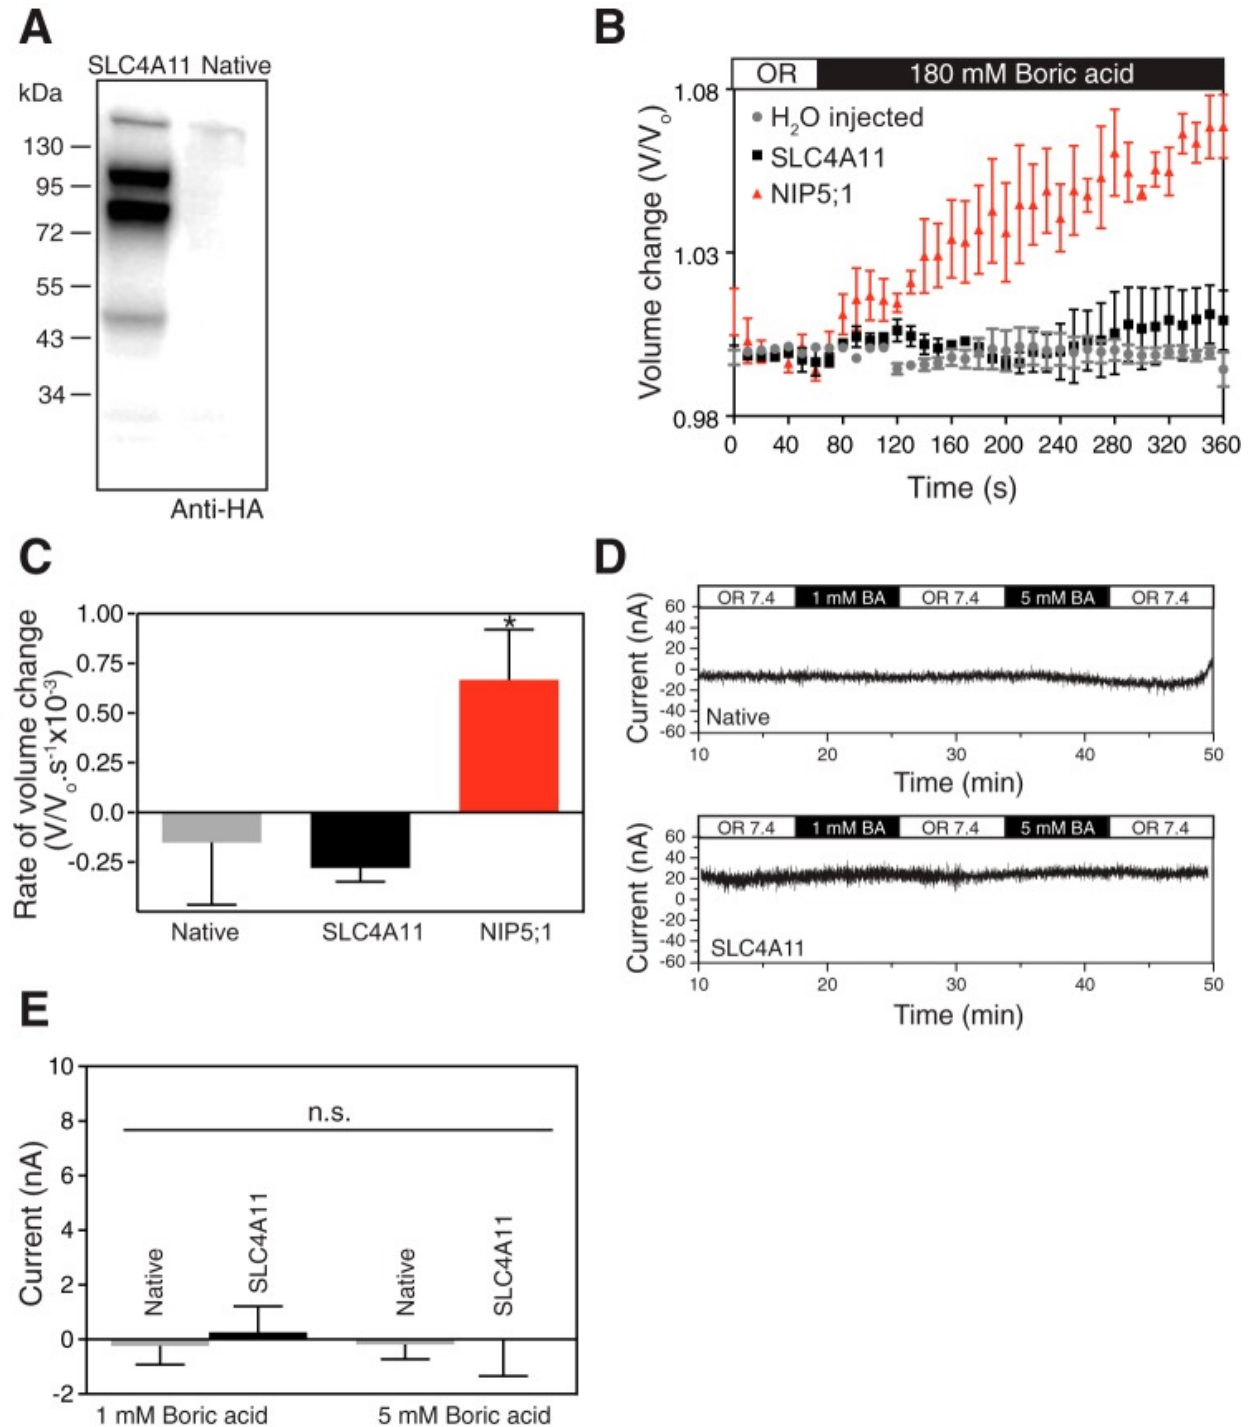 A
SLC4A11 Native
kDa
130
95
72
55
43
34
Anti-HA
B
OR 180 mM Boric acid
H₂O injected
SLC4A11
NIP5;1
Volume change (V/Vₒ)
1.08
1.03
0.98
0 40 80 120 160 200 240 280 320 360
Time (s)
C
Rate of volume change
(V/Vₒ.s⁻¹x10⁻³)
1.00
0.75
0.50
0.25
0.0
-0.25
*
Native SLC4A11 NIP5;1
D
OR 7.4 1 mM BA OR 7.4 5 mM BA OR 7.4
Current (nA)
60
40
20
0
-20
-40
-60
Native
10 20 30 40 50
Time (min)
OR 7.4 1 mM BA OR 7.4 5 mM BA OR 7.4
Current (nA)
60
40
20
0
20
-40
-60
SLC4A11
10 20 30 40 50
Time (min)
E
Current (nA)
10
8
6
4
2
0
-2
n.s.
Native
SLC4A11
Native
SLC4A11
1 mM Boric acid 5 mM Boric acid